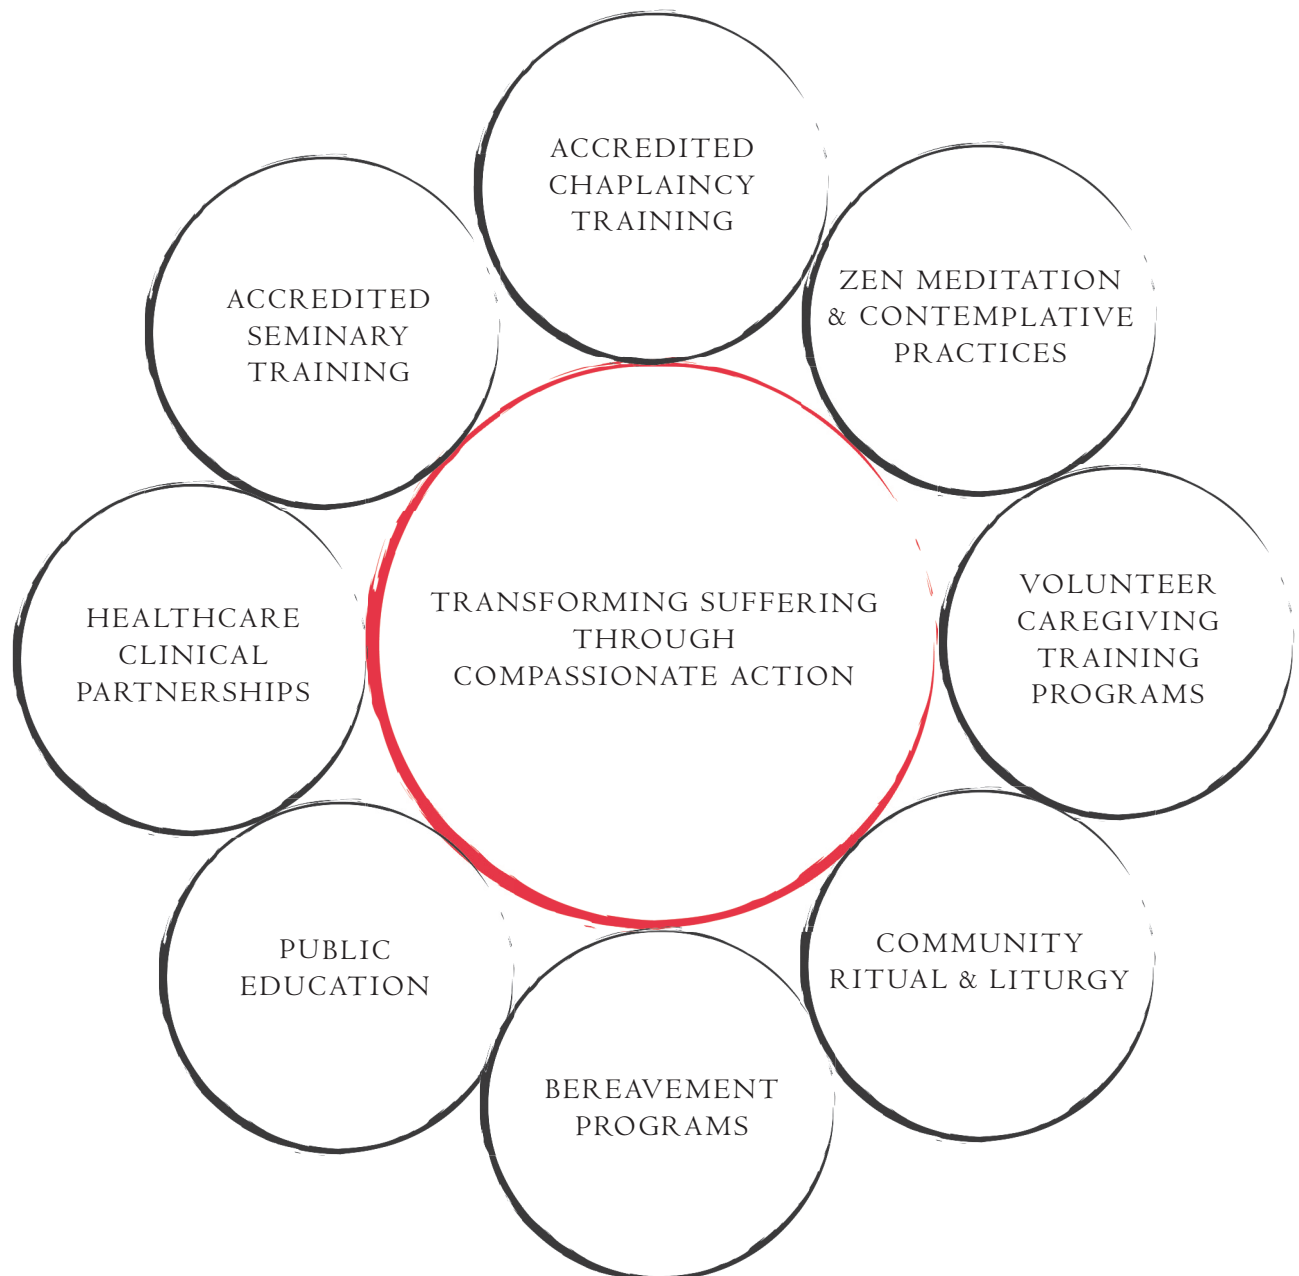 ACCREDITED
CHAPLAINCY
TRAINING
ZEN MEDITATION
& CONTEMPLATIVE
PRACTICES
VOLUNTEER
CAREGIVING
TRAINING
PROGRAMS
COMMUNITY
RITUAL & LITURGY
BEREAVEMENT
PROGRAMS
PUBLIC
EDUCATION
HEALTHCARE
CLINICAL
PARTNERSHIPS
ACCREDITED
SEMINARY
TRAINING
TRANSFORMING SUFFERING
THROUGH
COMPASSIONATE ACTION